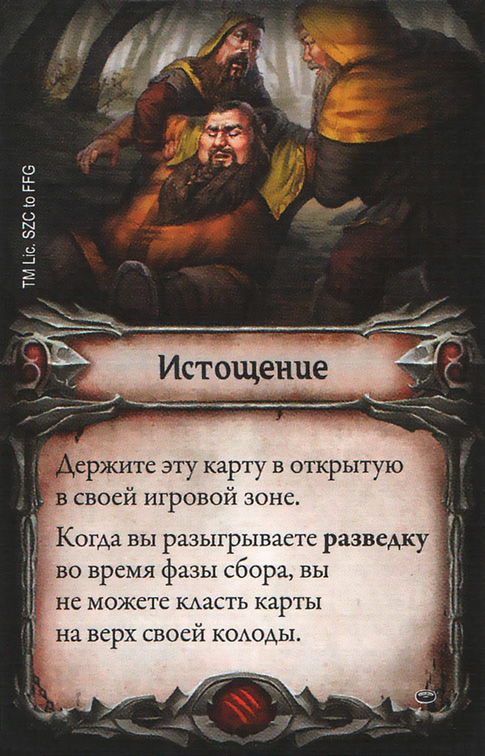 TM Lic. SZC to FFG
Истощение
Держите эту карту в открытую
в своей игровой зоне.
Когда вы разыгрываете разведку
во время фазы сбора, вы
не можете класть карты
на верх своей колоды.